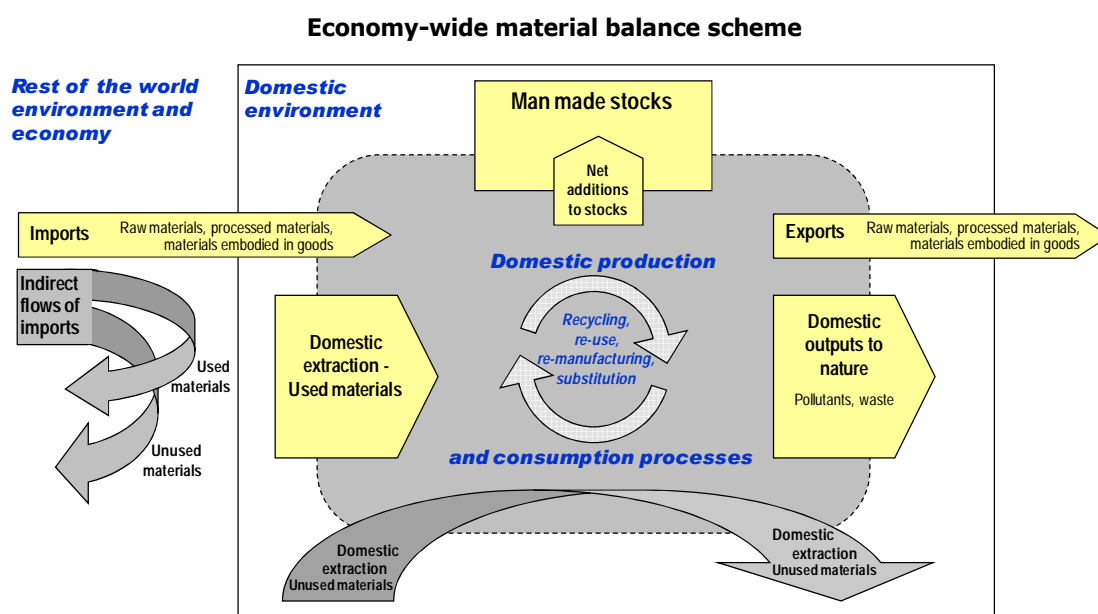 Economy-wide material balance scheme
Rest of the world
environment and
economy
Domestic
environment
Man made stocks
Net
additions
to stocks
Imports
Raw materials, processed materials,
materials embodied in goods
Exports
Raw materials, processed materials,
materials embodied in goods
Indirect
flows of
imports
Used
materials
Unused
materials
Domestic production
Recycling,
re-use,
re-manufacturing,
substitution
and consumption processes
Domestic
extraction -
Used materials
Domestic
outputs to
nature
Pollutants, waste
Domestic
extraction
Unused materials
Domestic
extraction
Unused materials